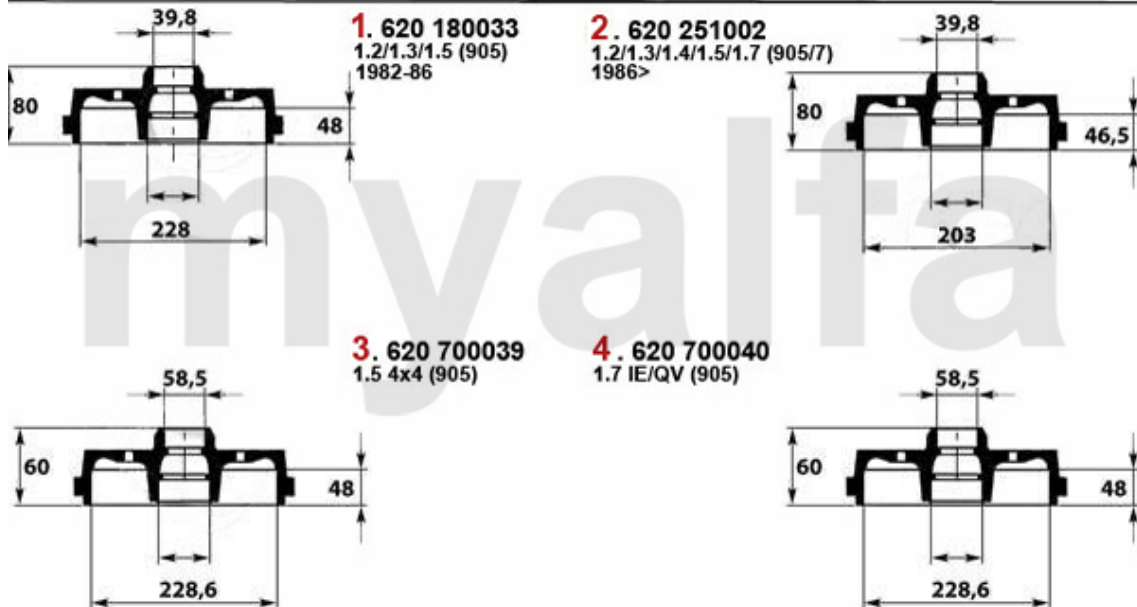 39,8
1. 620 180033
1.2/1.3/1.5 (905)
1982-86
80
48
228
2. 620 251002
1.2/1.3/1.4/1.5/1.7 (905/7)
1986>
39,8
80
46,5
203
myalfa
3. 620 700039
1.5 4x4 (905)
58,5
60
48
228,6
4. 620 700040
1.7 IE/QV (905)
58,5
60
48
228,6